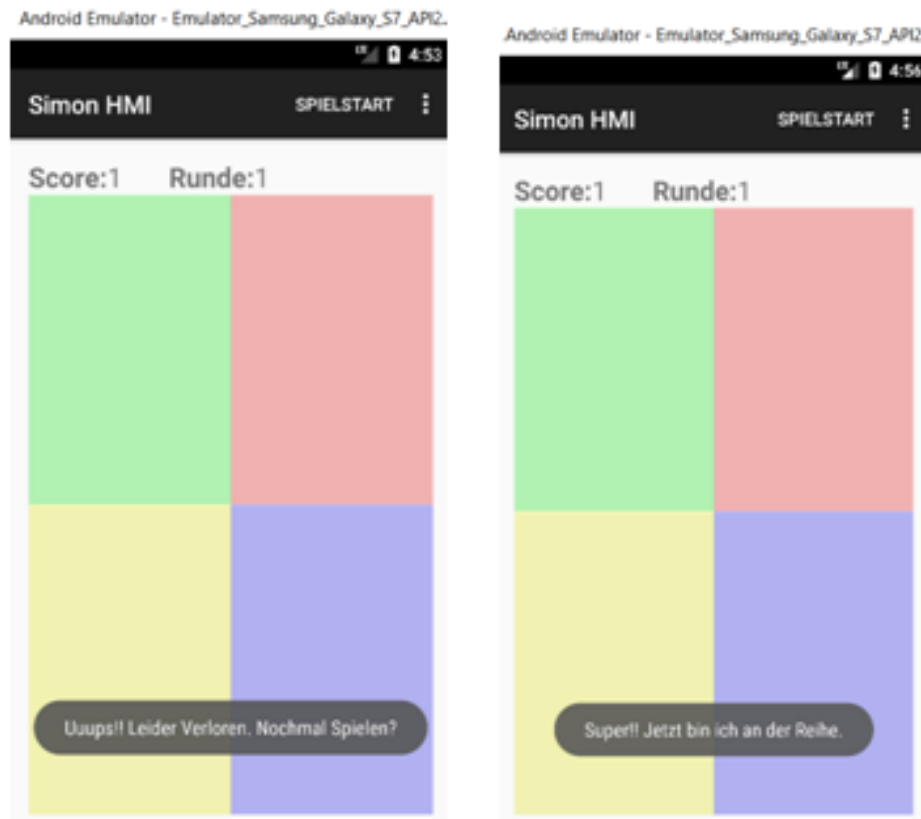 Android Emulator - Emulator_Samsung_Galaxy_S7_API2..
4:53
Simon HMI SPIELSTART
Score:1 Runde:1
Uuups!! Leider Verloren. Nochmal Spielen?
Android Emulator - Emulator_Samsung_Galaxy_S7_API2
4:56
Simon HMI SPIELSTART
Score:1 Runde:1
Super!! Jetzt bin ich an der Reihe.